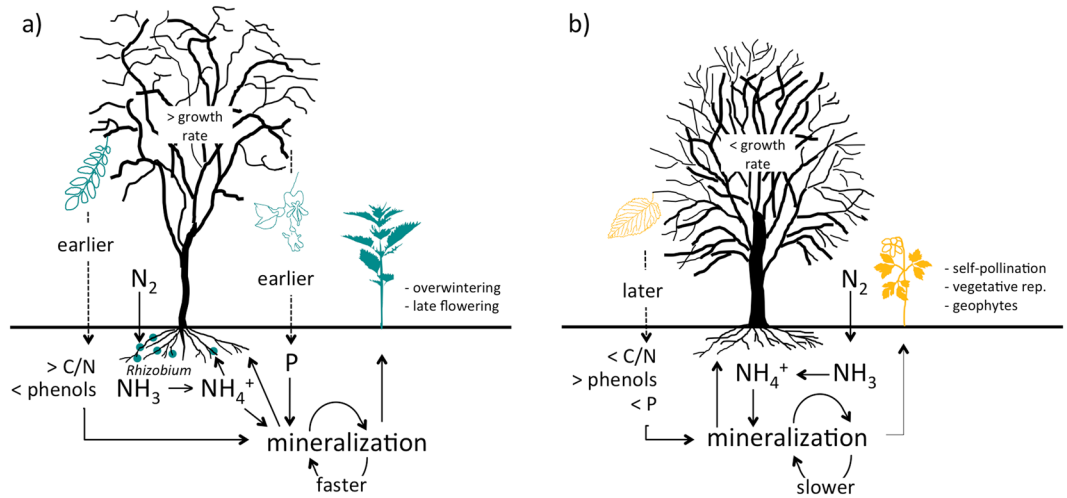 a)
> growth
rate
earlier
earlier
N2
- overwintering
- late flowering
> C/N
< phenols
Rhizobium
NH3
NH4+
P
mineralization
faster
b)
< growth
rate
later
N2
- self-pollination
- vegetative rep.
- geophytes
< C/N
> phenols
< P
NH4+
NH3
mineralization
slower